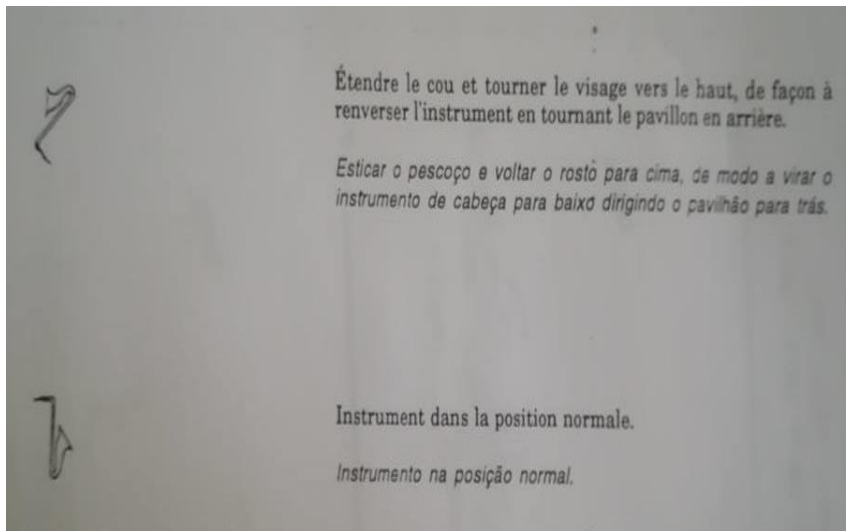 Étendre le cou et tourner le visage vers le haut, de façon à
renverser l'instrument en tournant le pavillon en arrière.
Esticar o pescoço e voltar o rosto para cima, de modo a virar o
instrumento de cabeça para baixo dirigindo o pavilhão para trás.
Instrument dans la position normale.
Instrumento na posição normal.